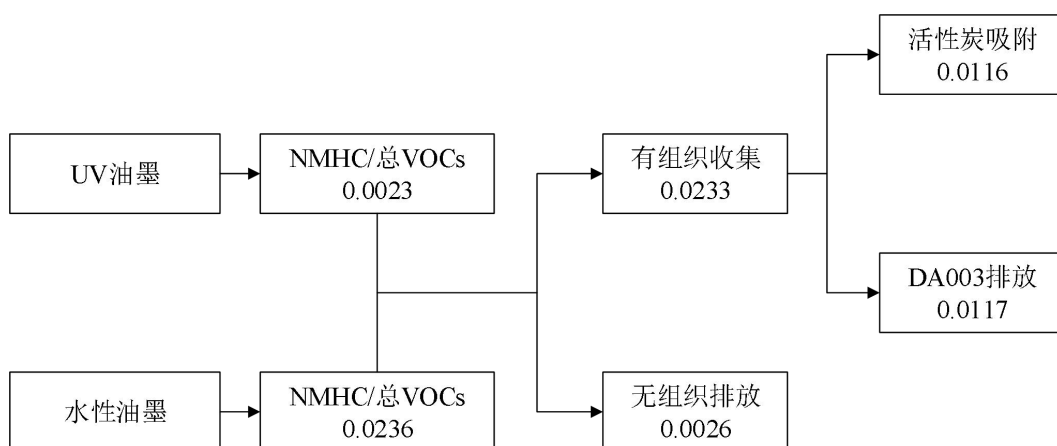 活性炭吸附
0.0116
UV油墨
NMHC/总VOCs
0.0023
有组织收集
0.0233
DA003排放
0.0117
水性油墨
NMHC/总VOCs
0.0236
无组织排放
0.0026